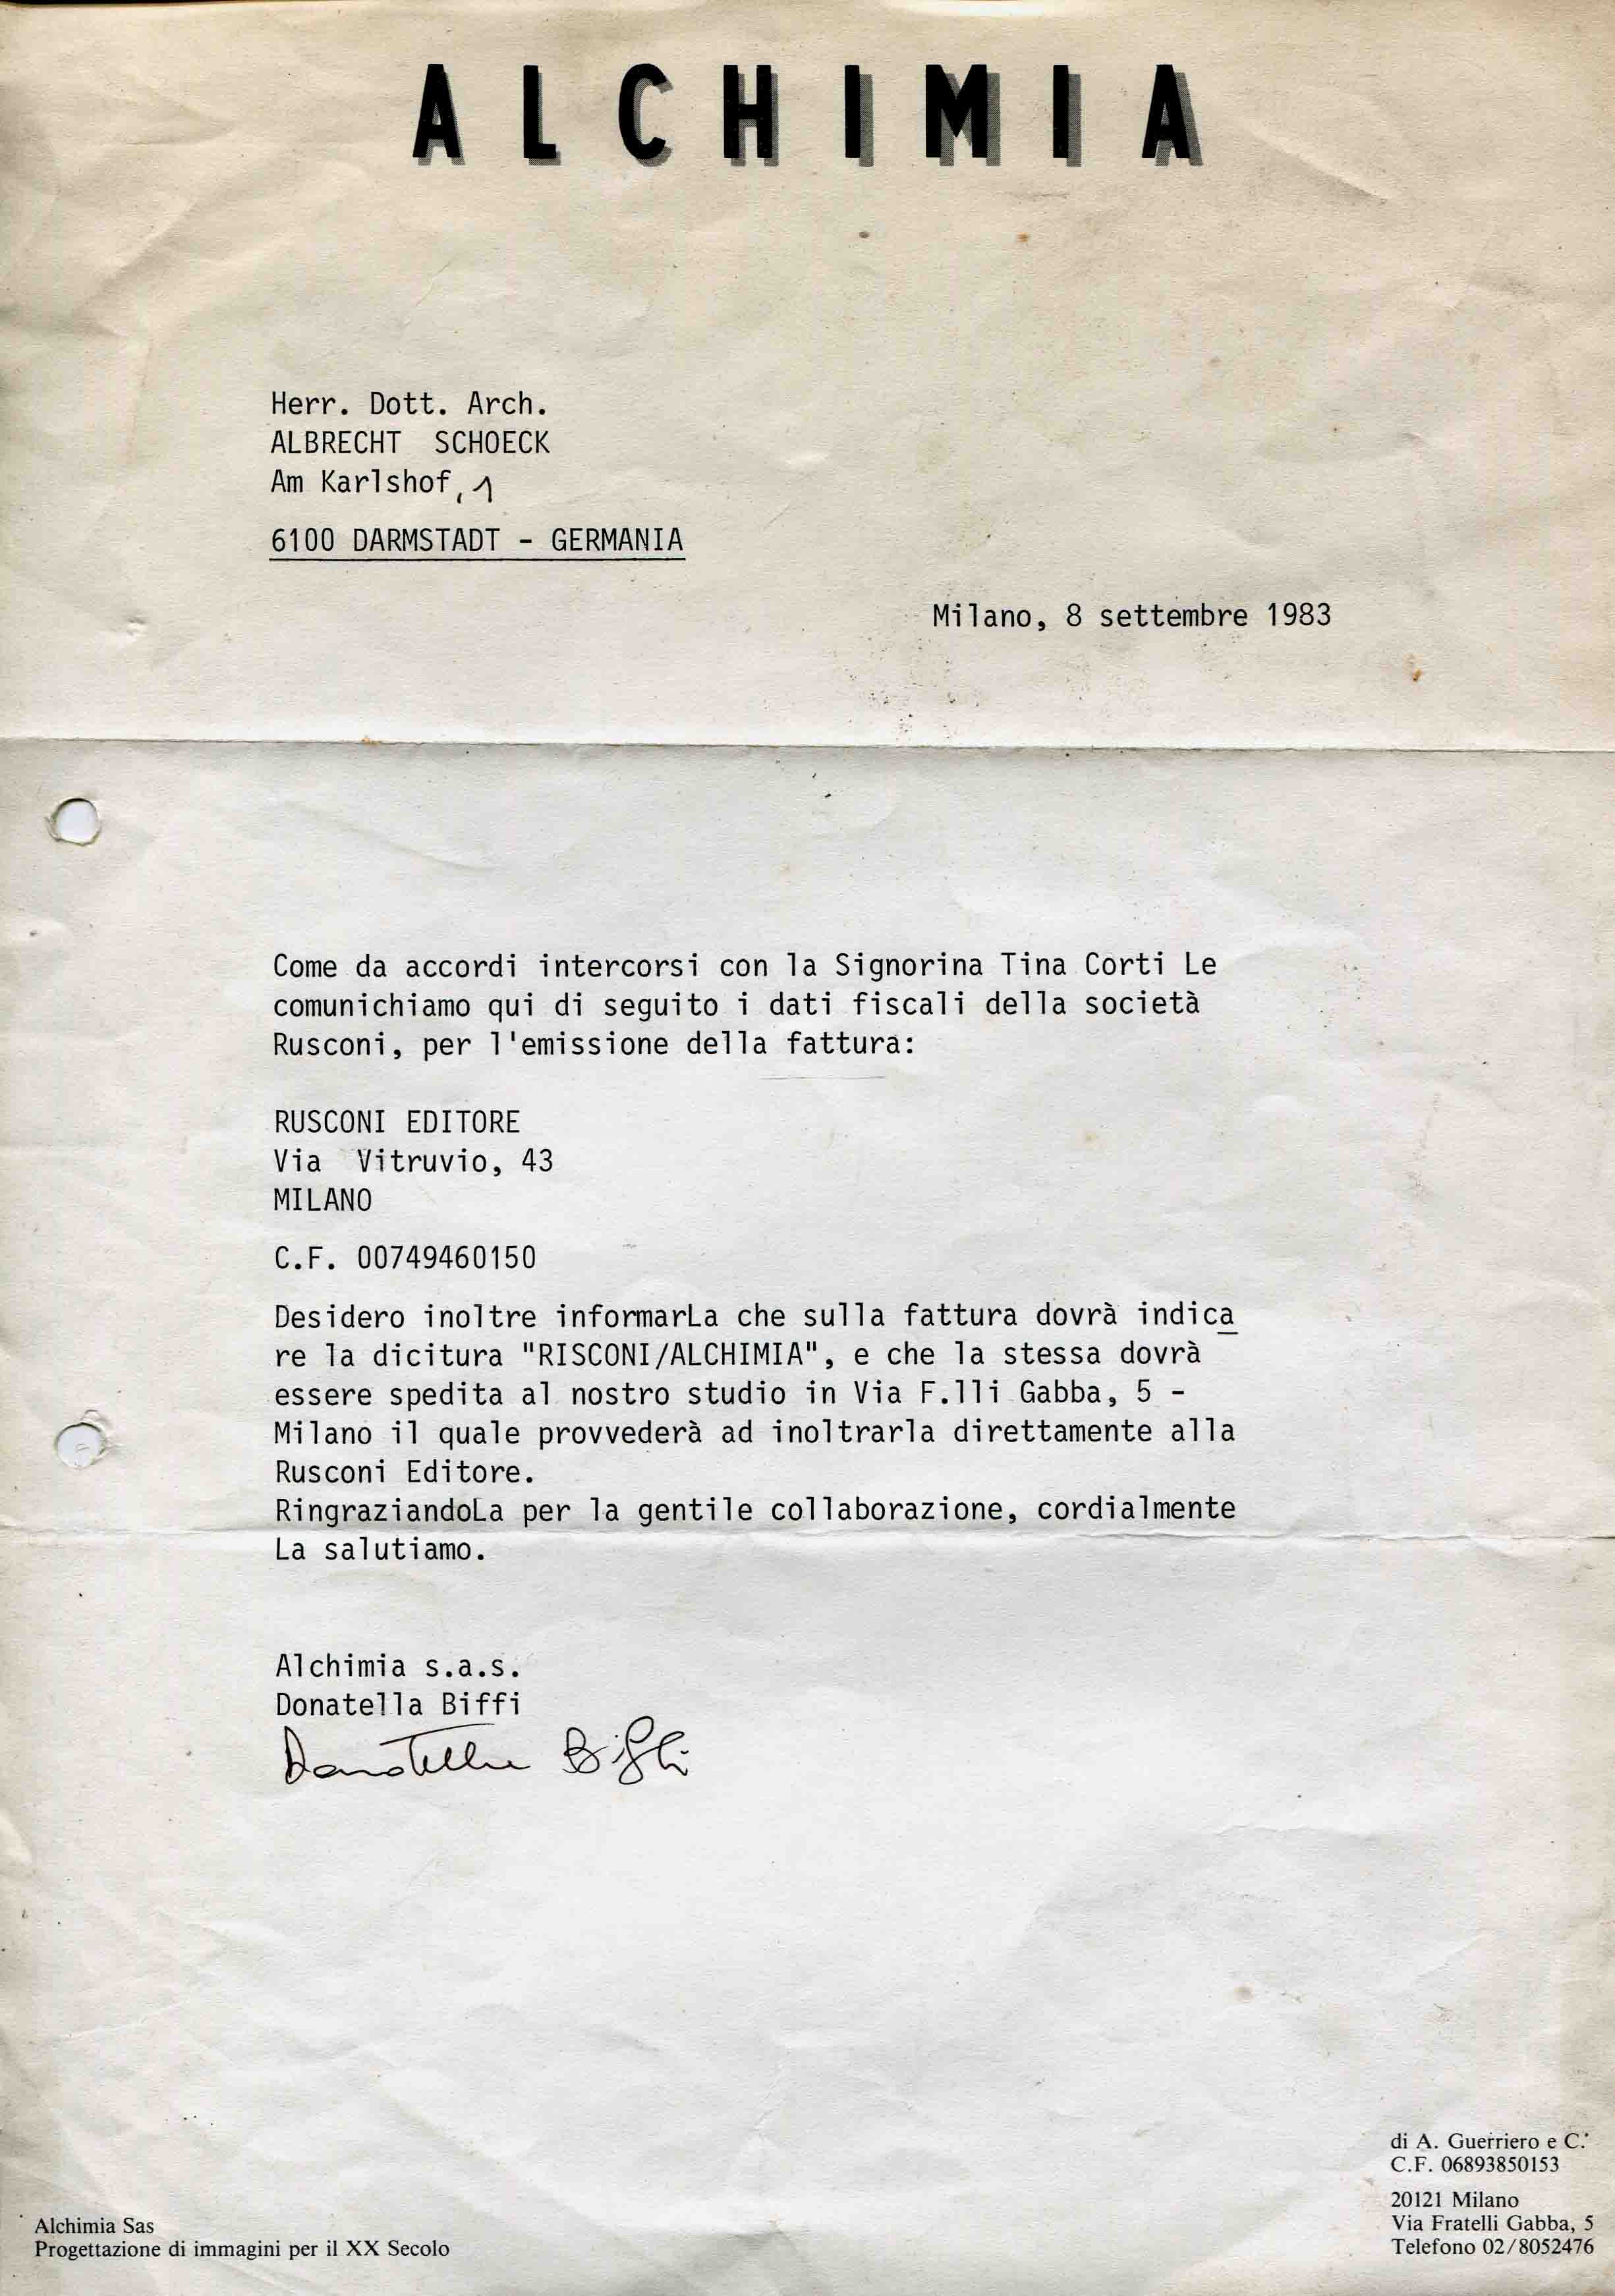 ALCHIMIA
Herr. Dott. Arch.
ALBRECHT SCHOECK
Am Karlshof, 1
6100 DARMSTADT - GERMANIA
Milano, 8 settembre 1983
Come da accordi intercorsi con la Signorina Tina Corti Le
comunichiamo qui di seguito i dati fiscali della società
Rusconi, per l'emissione della fattura:
RUSCONI EDITORE
Via Vitruvio, 43
MILANO
C.F. 00749460150
Desidero inoltre informarLa che sulla fattura dovrà indica
re la dicitura "RISCONI/ALCHIMIA", e che la stessa dovrà
essere spedita al nostro studio in Via F.lli Gabba, 5 -
Milano il quale provvederà ad inoltrarla direttamente alla
Rusconi Editore.
RingraziandoLa per la gentile collaborazione, cordialmente
La salutiamo.
Alchimia s.a.s.
Donatella Biffi
Donatella Biffi
di A. Guerriero e C.
C.F. 06893850153
20121 Milano
Via Fratelli Gabba, 5
Telefono 02/8052476
Alchimia Sas
Progettazione di immagini per il XX Secolo